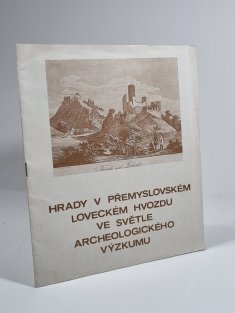 HRADY V PŘEMYSLOVSKÉM
LOVECKÉM HVOZDU
VE SVĚTLE
ARCHEOLOGICKÉHO
VÝZKUMU